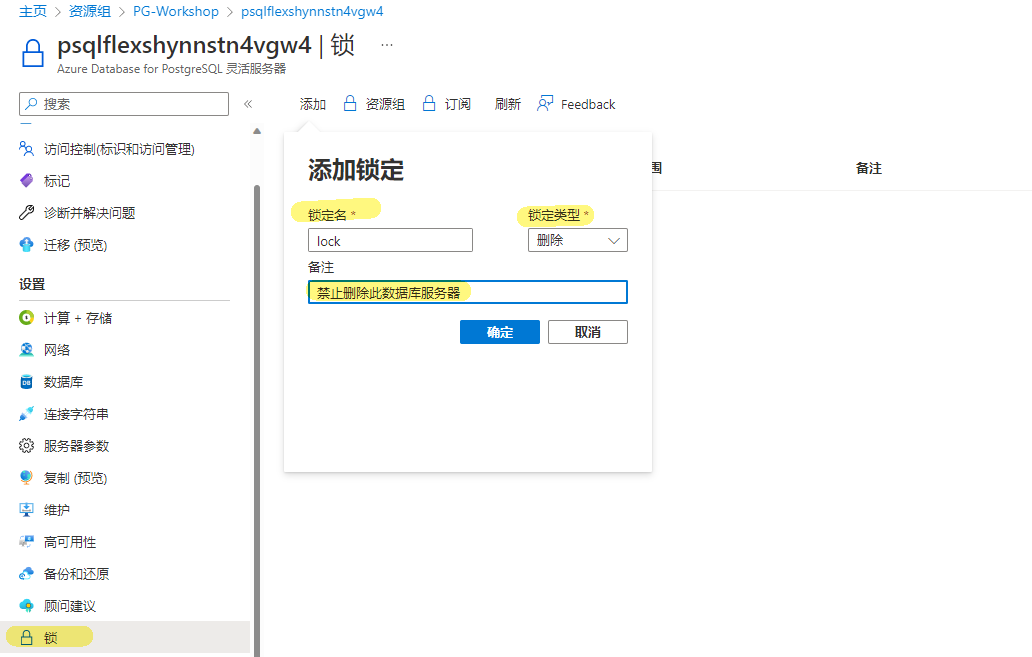 主页 > 资源组 > PG-Workshop > psqlflexshynnstn4vgw4
psqlflexshynnstn4vgw4 | 锁 ...
Azure Database for PostgreSQL 灵活服务器
搜索 «
添加 资源组 订阅 刷新 Feedback
访问控制(标识和访问管理)
标记
诊断并解决问题
迁移 (预览)
设置
计算 + 存储
网络
数据库
连接字符串
服务器参数
复制 (预览)
维护
高可用性
备份和还原
顾问建议
锁
添加锁定
锁定名 * 锁定类型 *
lock 删除
备注
禁止删除此数据库服务器
确定 取消
围 备注